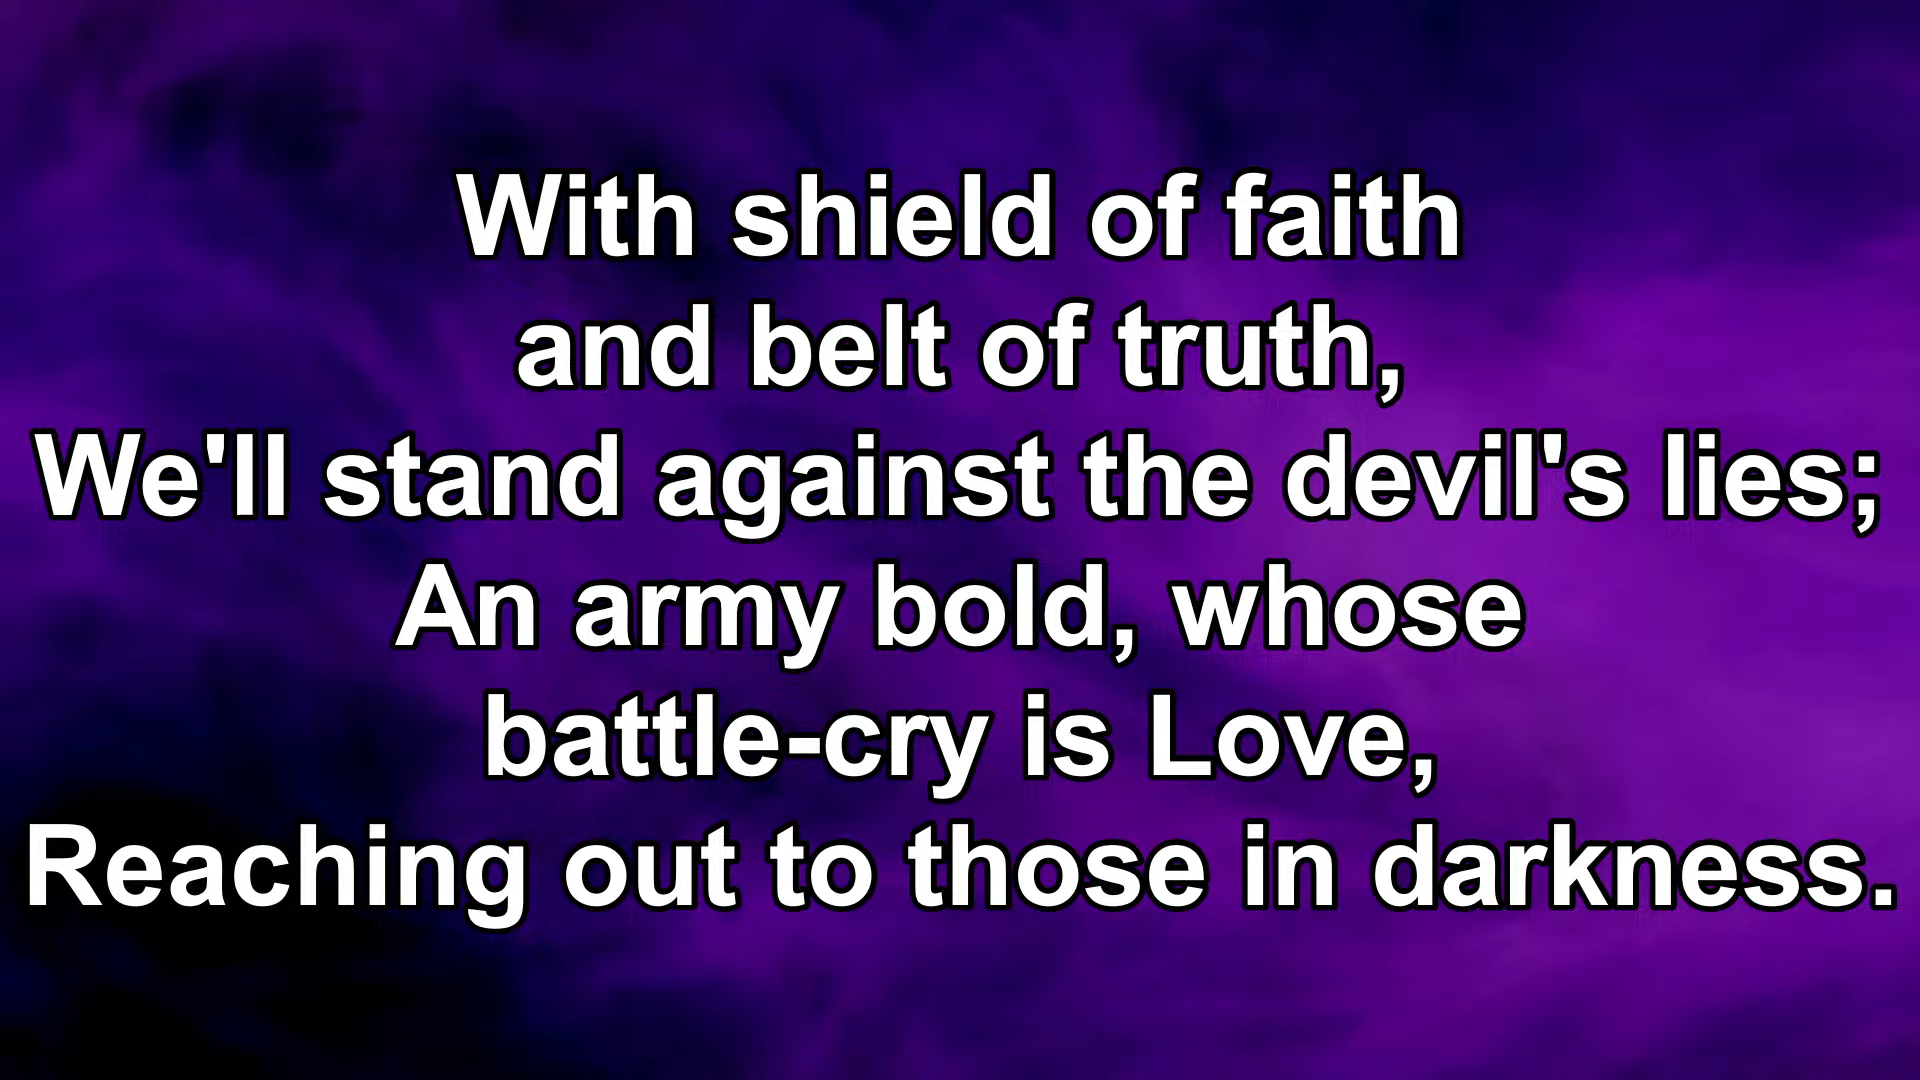 With shield of faith
and belt of truth,
We'll stand against the devil's lies;
An army bold, whose
battle-cry is Love,
Reaching out to those in darkness.